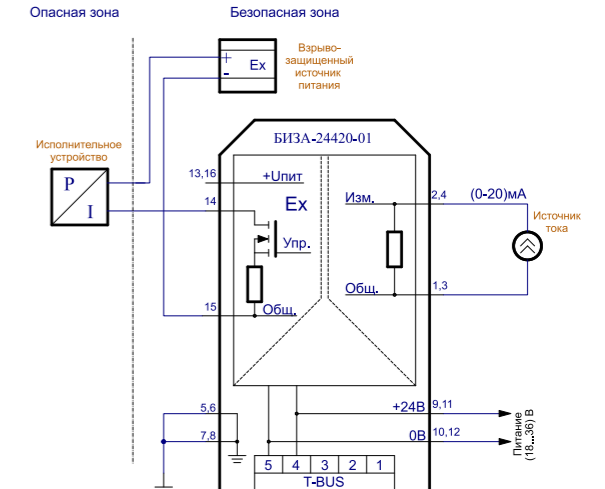 Опасная зона
Безопасная зона
+
-
Ex
Взрыво-
защищенный
источник
питания
Исполнительное
устройство
P
I
БИЗА-24420-01
13,16
+Uпит
14
Ex
Упр.
15
Общ.
Изм.
2,4
(0-20)мА
Источник
тока
Общ.
1,3
5,6
7,8
+24В
9,11
0В
10,12
Питание
(18...36) В
5
4
3
2
1
T-BUS